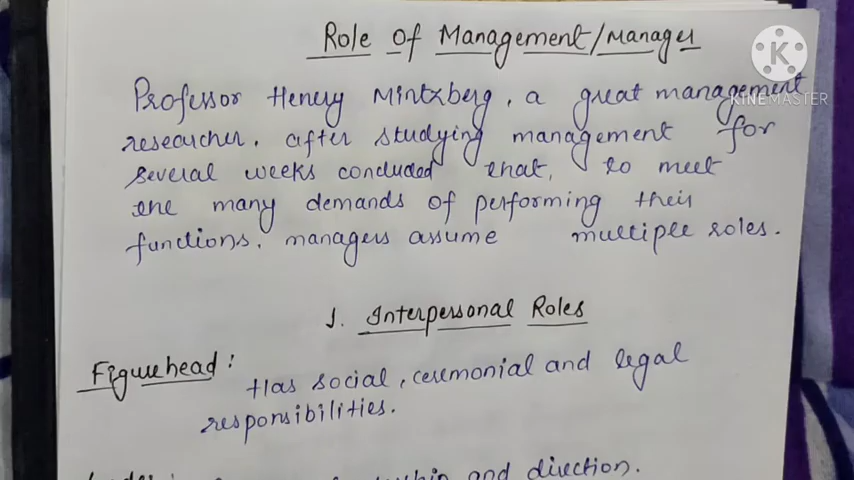 Role of Management/Manager
KINEMASTER
Professor Henery Mintzberg, a great management
researcher. after studying management for
several weeks concluded that, to meet
the many demands of performing their
functions. managers assume multiple roles.
1. Interpersonal Roles
Figurehead:
Has social, ceremonial and legal
responsibilities.
and direction.